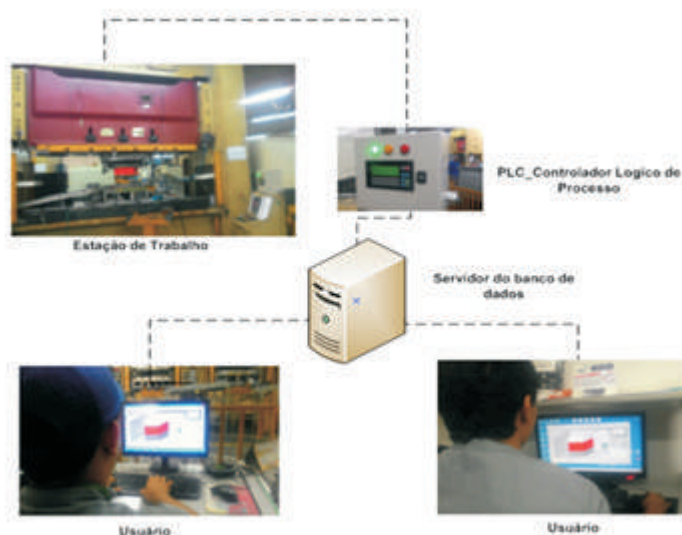 PLC_Controlador Logico de
Processo
Estação de Trabalho
Servidor do banco de
dados
Usuário
Usuário